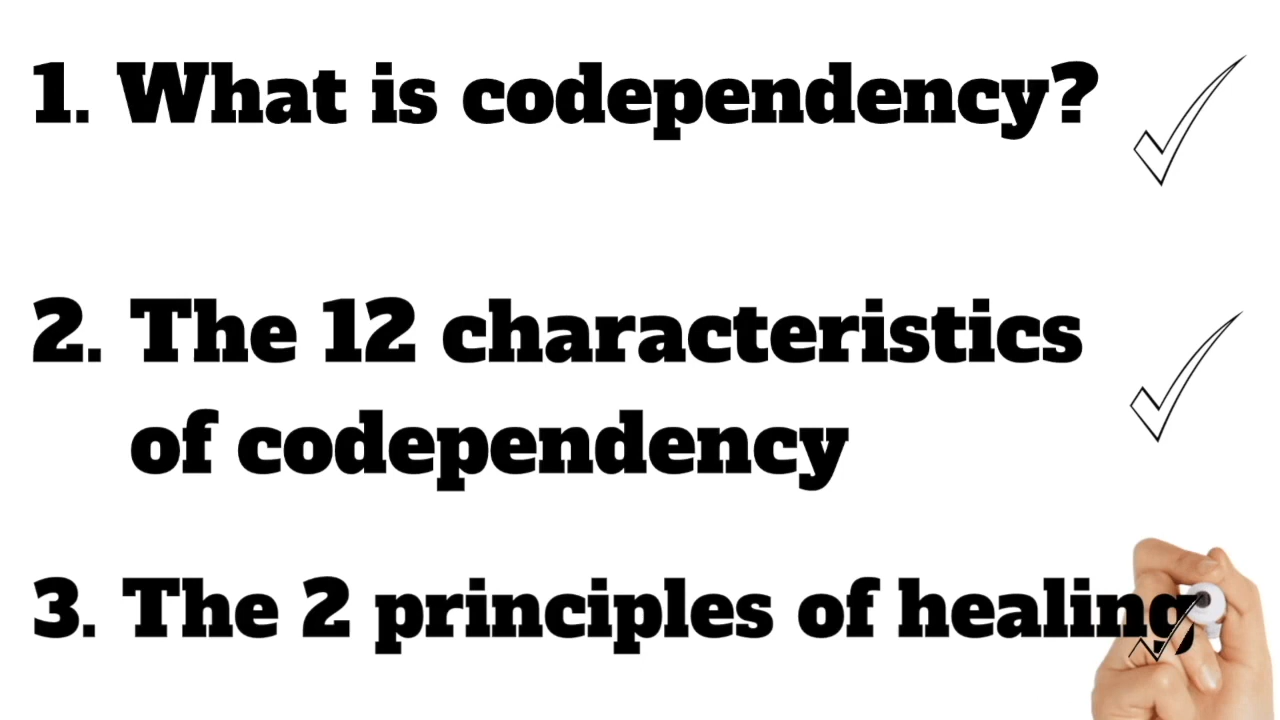 1. What is codependency?
2. The 12 characteristics
of codependency
3. The 2 principles of healing